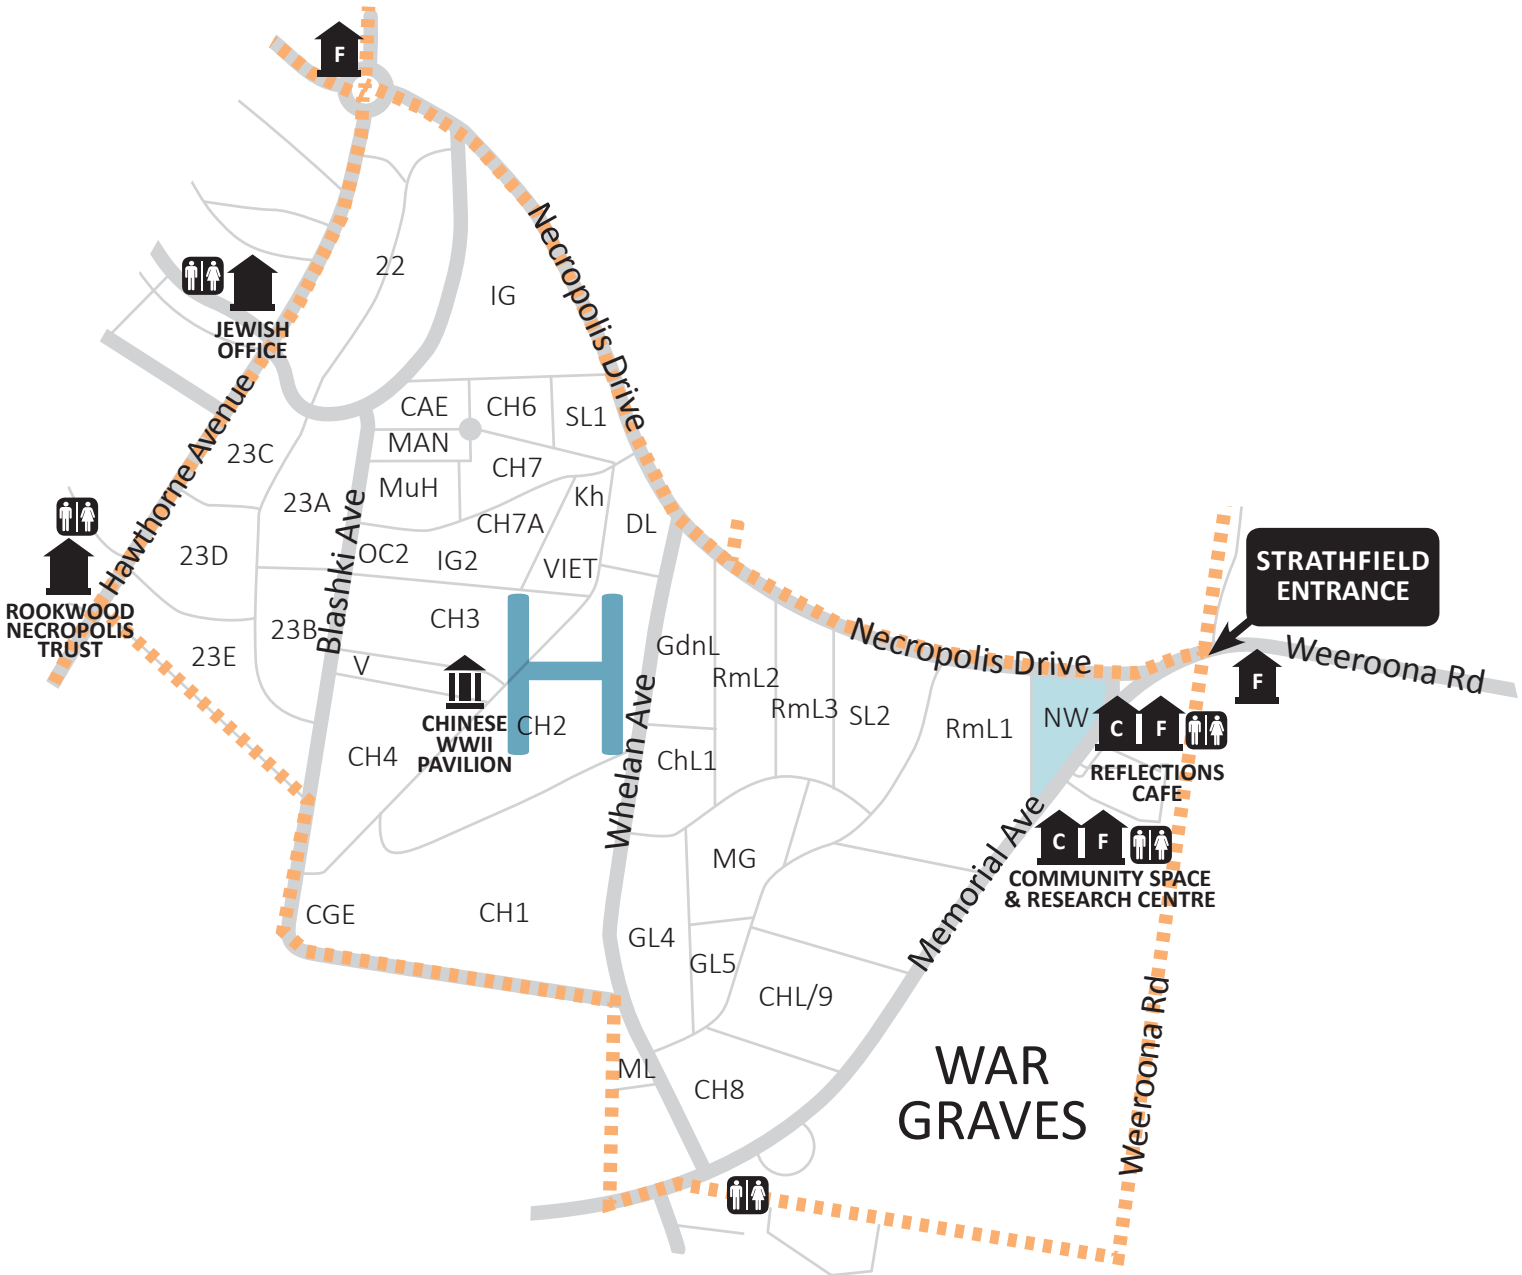 F
Necropolis Drive
22
IG
JEWISH
OFFICE
Hawthorne Avenue
CAE
CH6
SL1
MAN
23C
CH7
MuH
23A
Kh
CH7A
DL
Blashki Ave
OC2
IG2
VIET
23D
STRATHFIELD
ENTRANCE
ROOKWOOD
NECROPOLIS
TRUST
23B
CH3
H
GdnL
Necropolis Drive
Weeroona Rd
23E
V
RmL2
F
RmL3
SL2
RmL1
NW
C
F
CHINESE
WWII
PAVILION
CH2
Whelan Ave
CH4
ChL1
REFLECTIONS
CAFE
Memorial Ave
C
F
MG
COMMUNITY SPACE
& RESEARCH CENTRE
CGE
CH1
GL4
GL5
CHL/9
Weeroona Rd
WAR
GRAVES
ML
CH8